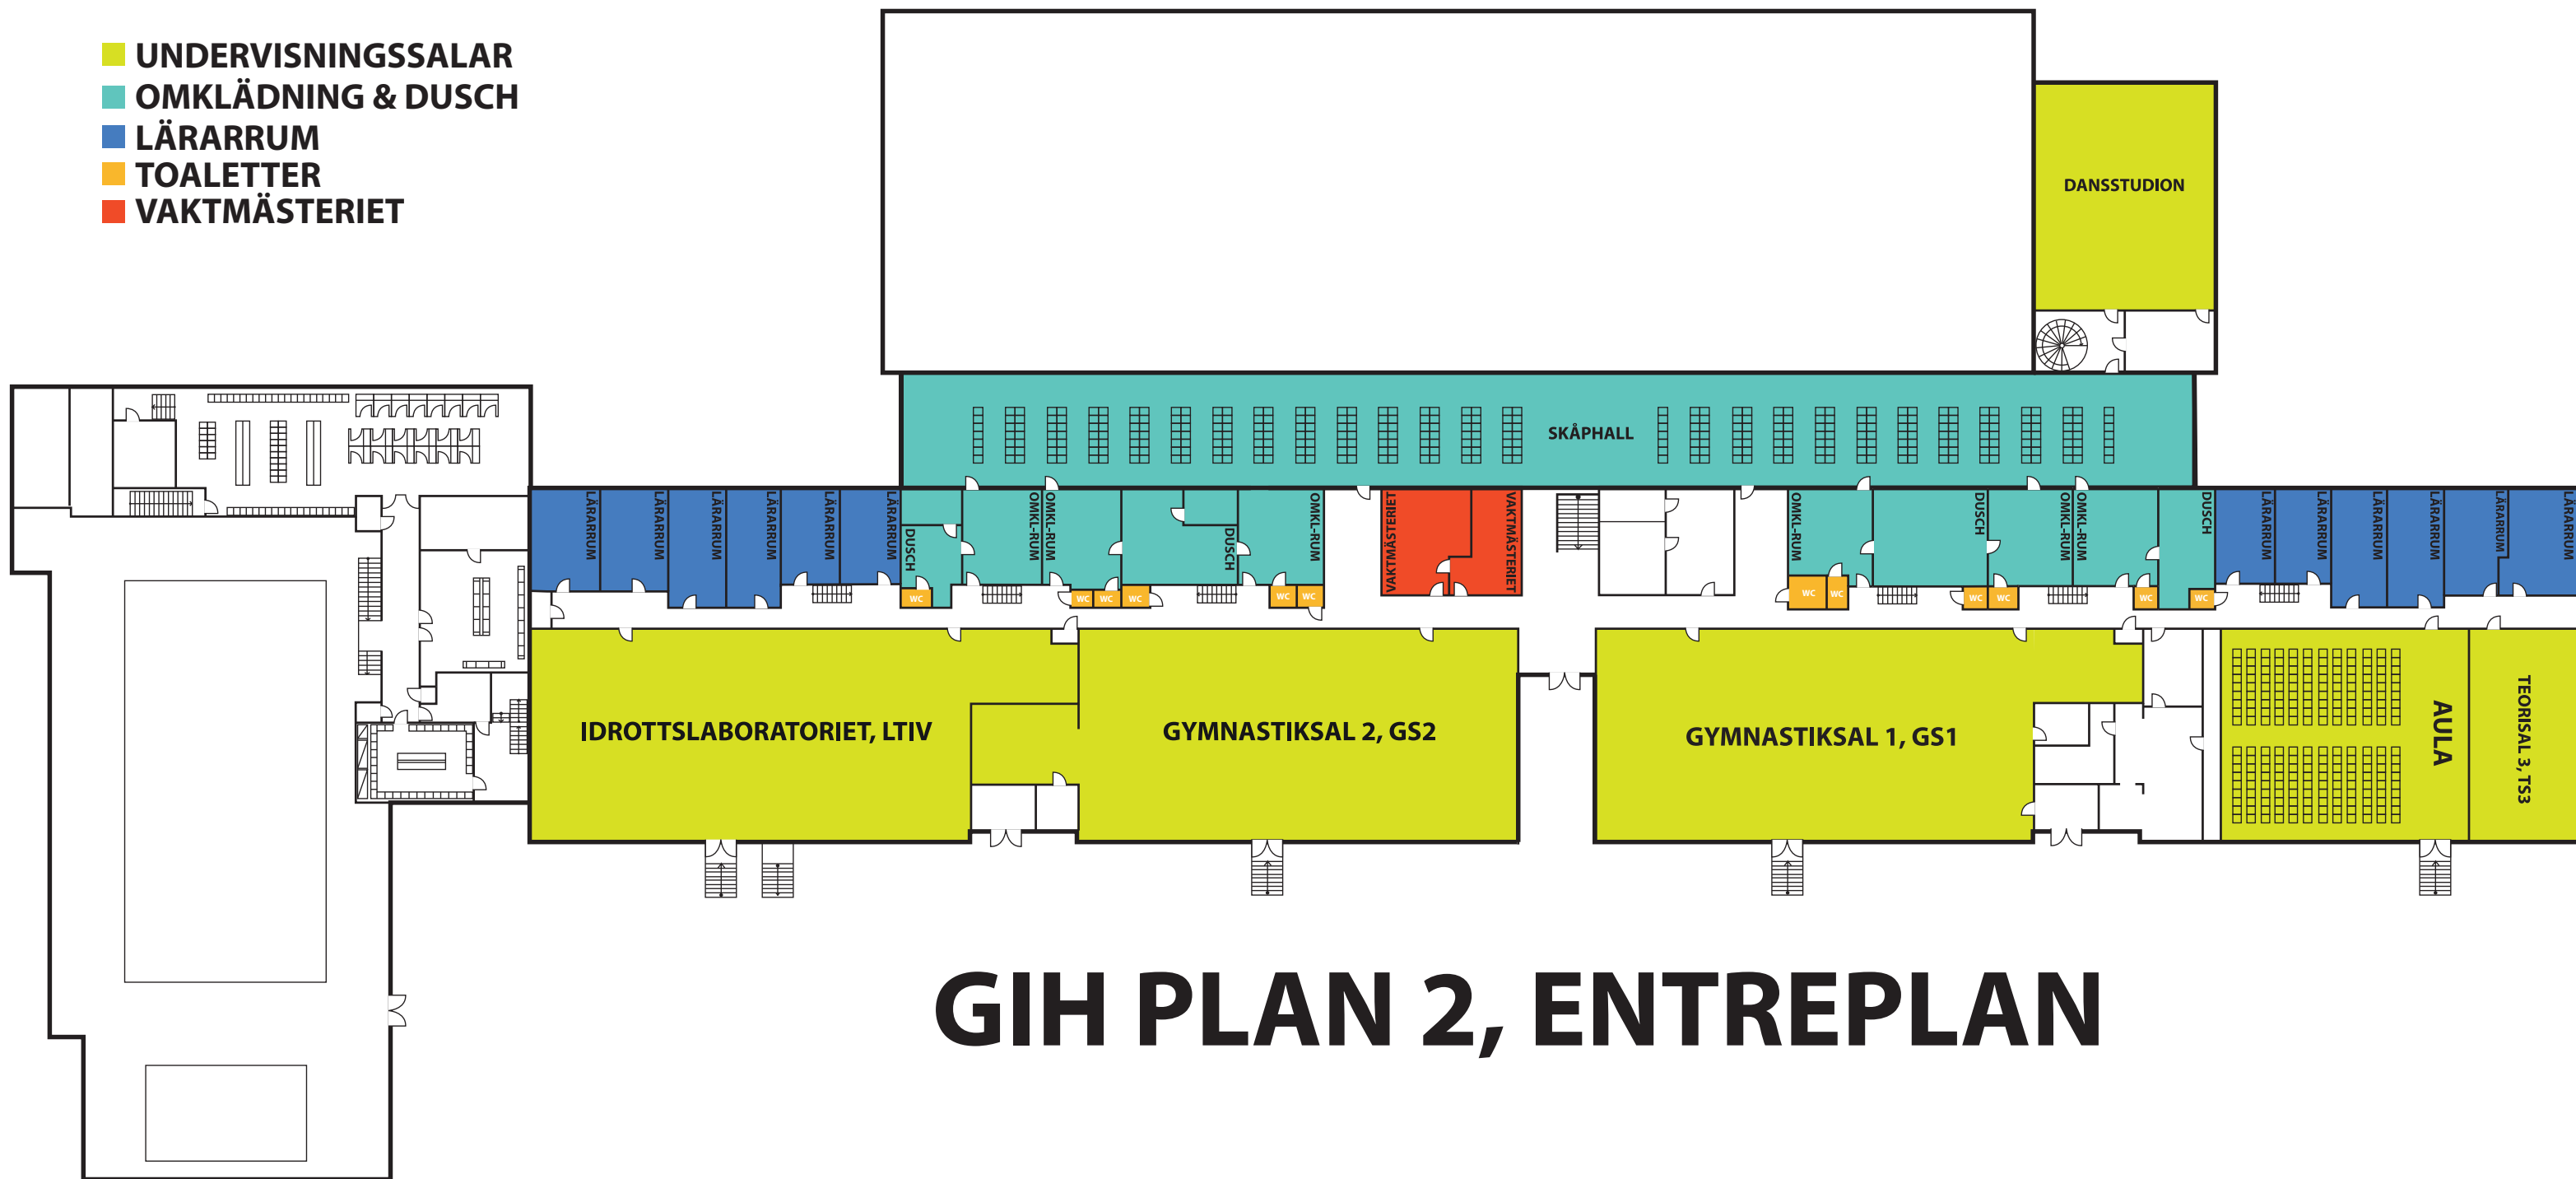 UNDERVISNINGSSALAR
OMKLÄDNING & DUSCH
LÄRARRUM
TOALETTER
VAKTMÄSTERIET
DANSSTUDION
SKÅPHALL
LÄRARRUM
LÄRARRUM
LÄRARRUM
LÄRARRUM
LÄRARRUM
LÄRARRUM
DUSCH
OMKL-RUM
OMKL-RUM
DUSCH
OMKL-RUM
VAKTMÄSTERIET
VAKTMÄSTERIET
OMKL-RUM
DUSCH
OMKL-RUM
OMKL-RUM
DUSCH
LÄRARRUM
LÄRARRUM
LÄRARRUM
LÄRARRUM
LÄRARRUM
LÄRARRUM
WC
WC
WC
WC
WC
WC
WC
WC
WC
WC
WC
WC
IDROTTSLABORATORIET, LTIV
GYMNASTIKSAL 2, GS2
GYMNASTIKSAL 1, GS1
AULA
TEORISAL 3, TS3
GIH PLAN 2, ENTREPLAN